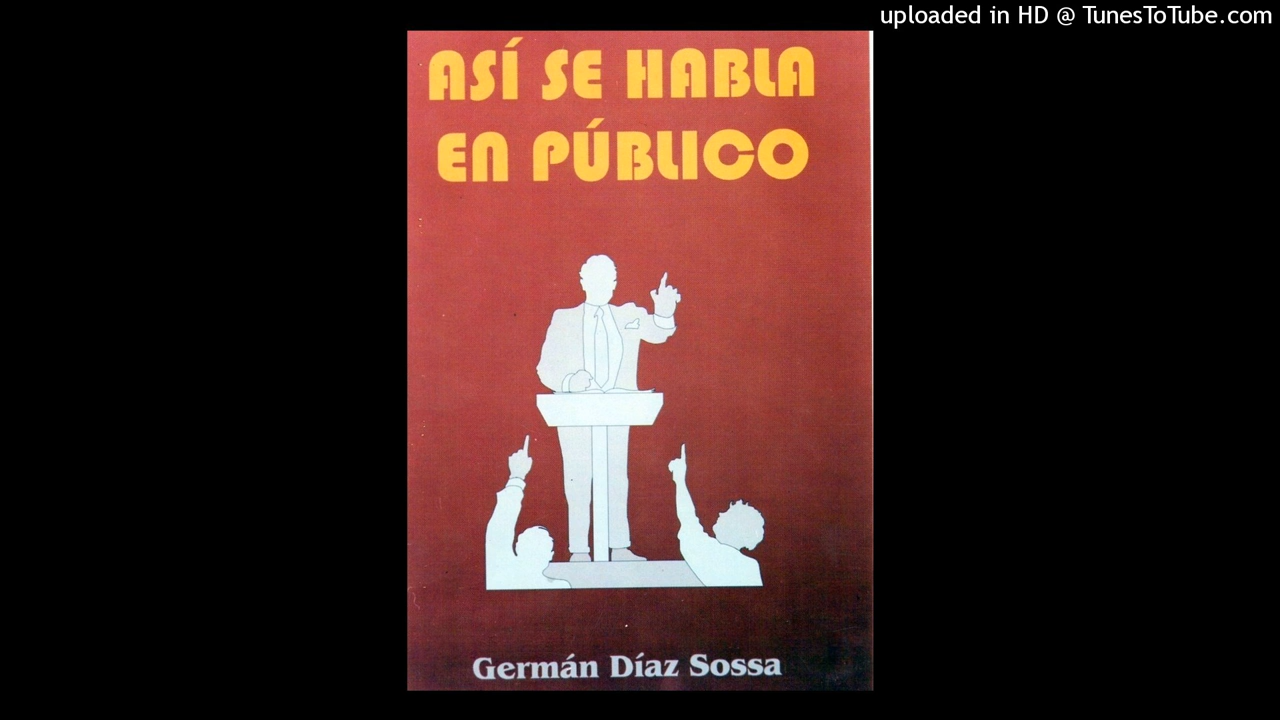 uploaded in HD @ TunesToTube.com
ASÍ SE HABLA
EN PÚBLICO
Germán Díaz Sossa